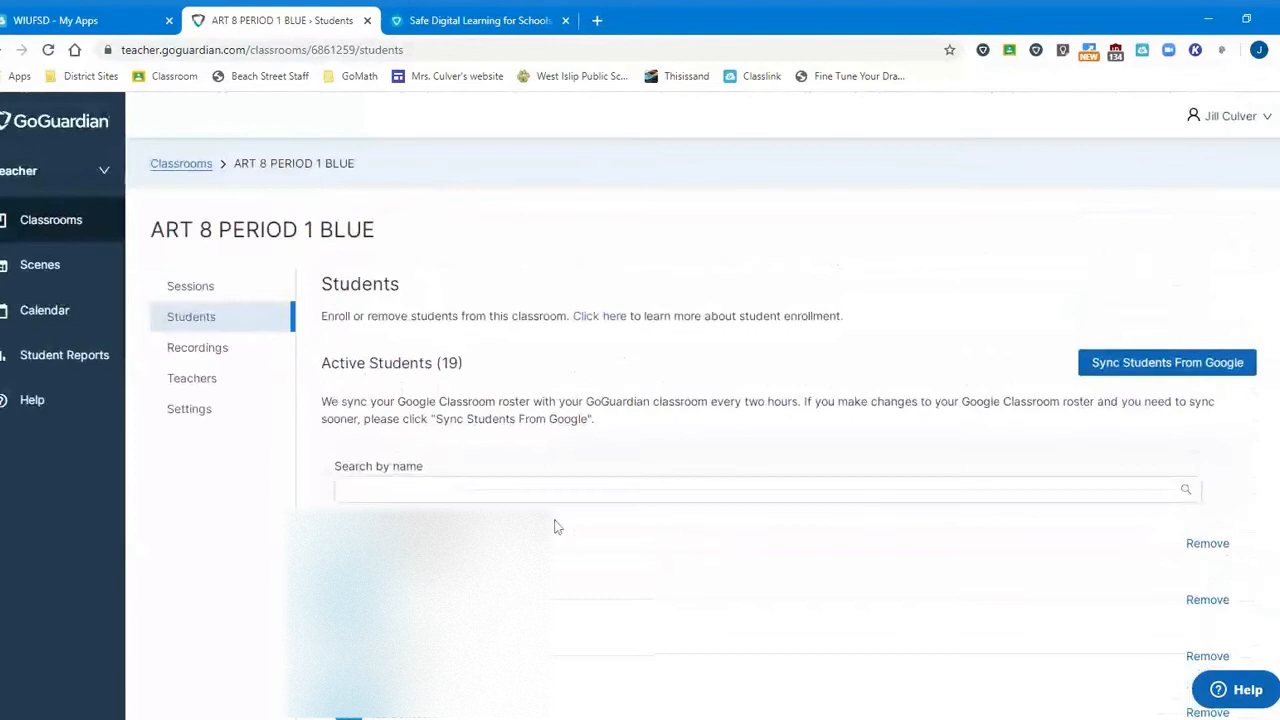 WIUFSD - My Apps
ART 8 PERIOD 1 BLUE › Students
Safe Digital Learning for Schools
teacher.goguardian.com/classrooms/6861259/students
NEW
134
J
K
Apps
District Sites
Classroom
Beach Street Staff
GoMath
Mrs. Culver's website
West Islip Public Sc...
Thisissand
Classlink
Fine Tune Your Dra...
GoGuardian
Jill Culver
eacher
Classrooms > ART 8 PERIOD 1 BLUE
Classrooms
Scenes
Calendar
Student Reports
Help
ART 8 PERIOD 1 BLUE
Sessions
Students
Recordings
Teachers
Settings
Students
Enroll or remove students from this classroom. Click here to learn more about student enrollment.
Active Students (19)
Sync Students From Google
We sync your Google Classroom roster with your GoGuardian classroom every two hours. If you make changes to your Google Classroom roster and you need to sync
sooner, please click "Sync Students From Google".
Search by name
Remove
Remove
Remove
Remove
Help